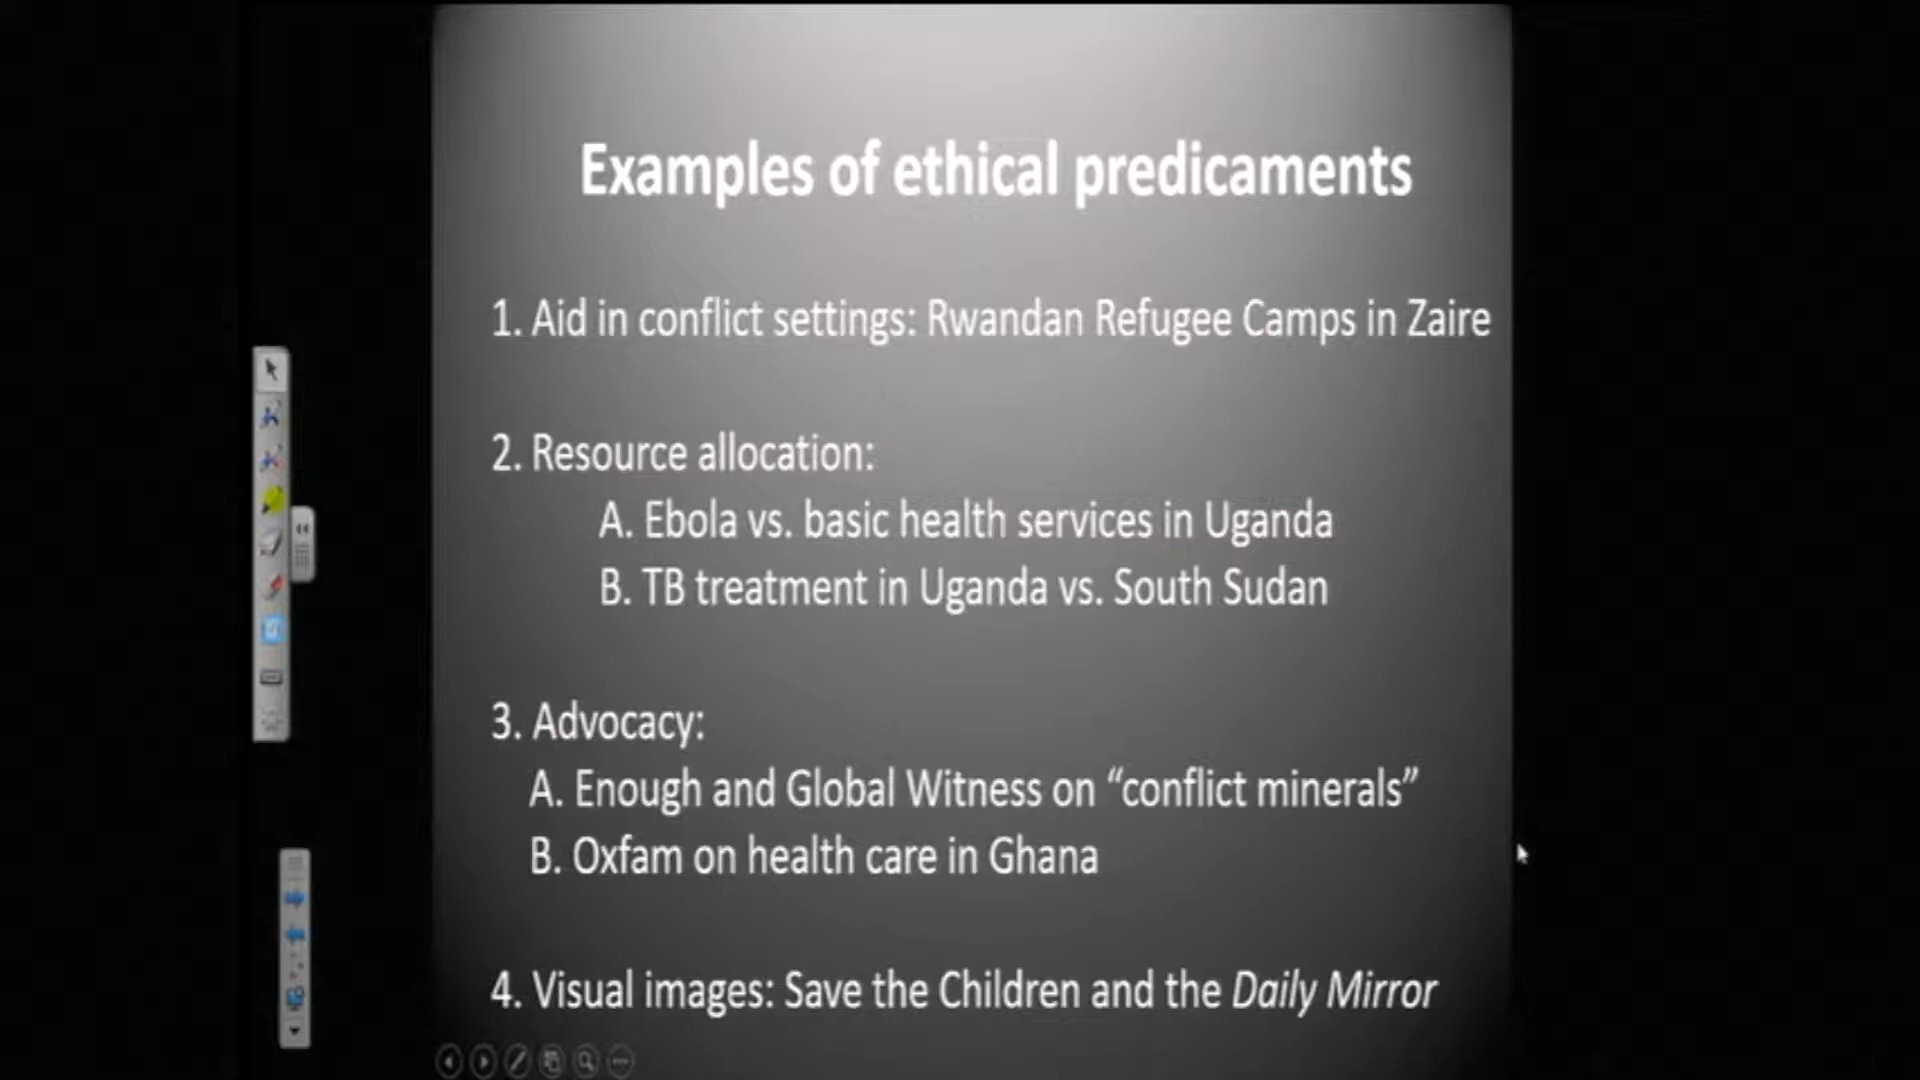 Examples of ethical predicaments
1. Aid in conflict settings: Rwandan Refugee Camps in Zaire
2. Resource allocation:
A. Ebola vs. basic health services in Uganda
B. TB treatment in Uganda vs. South Sudan
3. Advocacy:
A. Enough and Global Witness on “conflict minerals”
B. Oxfam on health care in Ghana
4. Visual images: Save the Children and the Daily Mirror